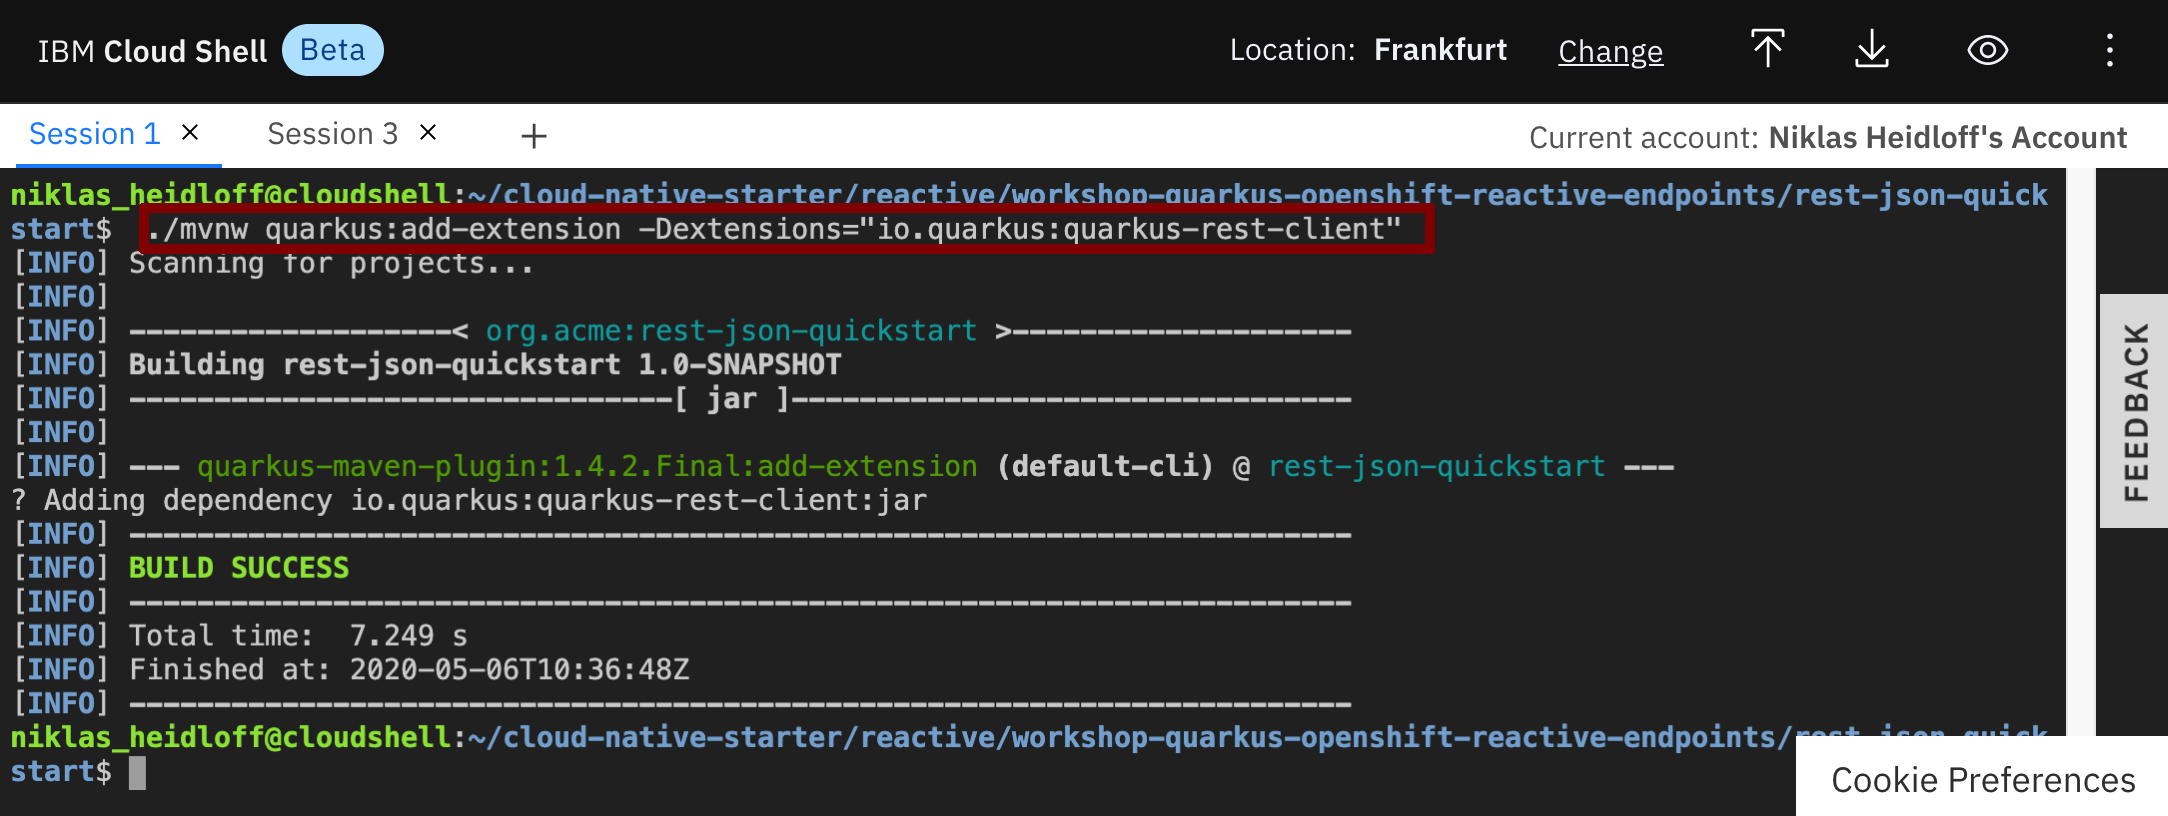 IBM Cloud Shell Beta Location: Frankfurt Change
Session 1 × Session 3 × + Current account: Niklas Heidloff's Account
niklas_heidloff@cloudshell:~/cloud-native-starter/reactive/workshop-quarkus-openshift-reactive-endpoints/rest-json-quick
start$ ./mvnw quarkus:add-extension -Dextensions="io.quarkus:quarkus-rest-client"
[INFO] Scanning for projects...
[INFO]
[INFO] -------------------< org.acme:rest-json-quickstart >--------------------
[INFO] Building rest-json-quickstart 1.0-SNAPSHOT
[INFO] --------------------------------[ jar ]---------------------------------
[INFO]
[INFO] --- quarkus-maven-plugin:1.4.2.Final:add-extension (default-cli) @ rest-json-quickstart ---
? Adding dependency io.quarkus:quarkus-rest-client:jar
[INFO] ------------------------------------------------------------------------
[INFO] BUILD SUCCESS
[INFO] ------------------------------------------------------------------------
[INFO] Total time:  7.249 s
[INFO] Finished at: 2020-05-06T10:36:48Z
[INFO] ------------------------------------------------------------------------
niklas_heidloff@cloudshell:~/cloud-native-starter/reactive/workshop-quarkus-openshift-reactive-endpoints/rest-json-quick
start$
FEEDBACK
Cookie Preferences